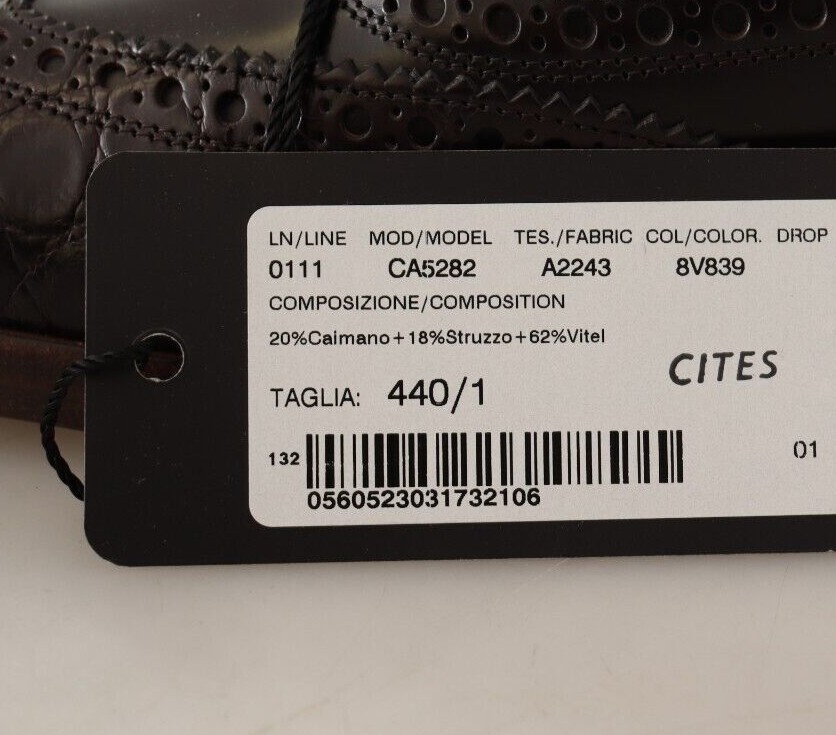 LN/LINE MOD/MODEL TES./FABRIC COL/COLOR. DROP
0111 CA5282 A2243 8V839
COMPOSIZIONE/COMPOSITION
20%Caimano+18%Struzzo+62%Vitel
CITES
TAGLIA: 440/1
132 01
0560523031732106